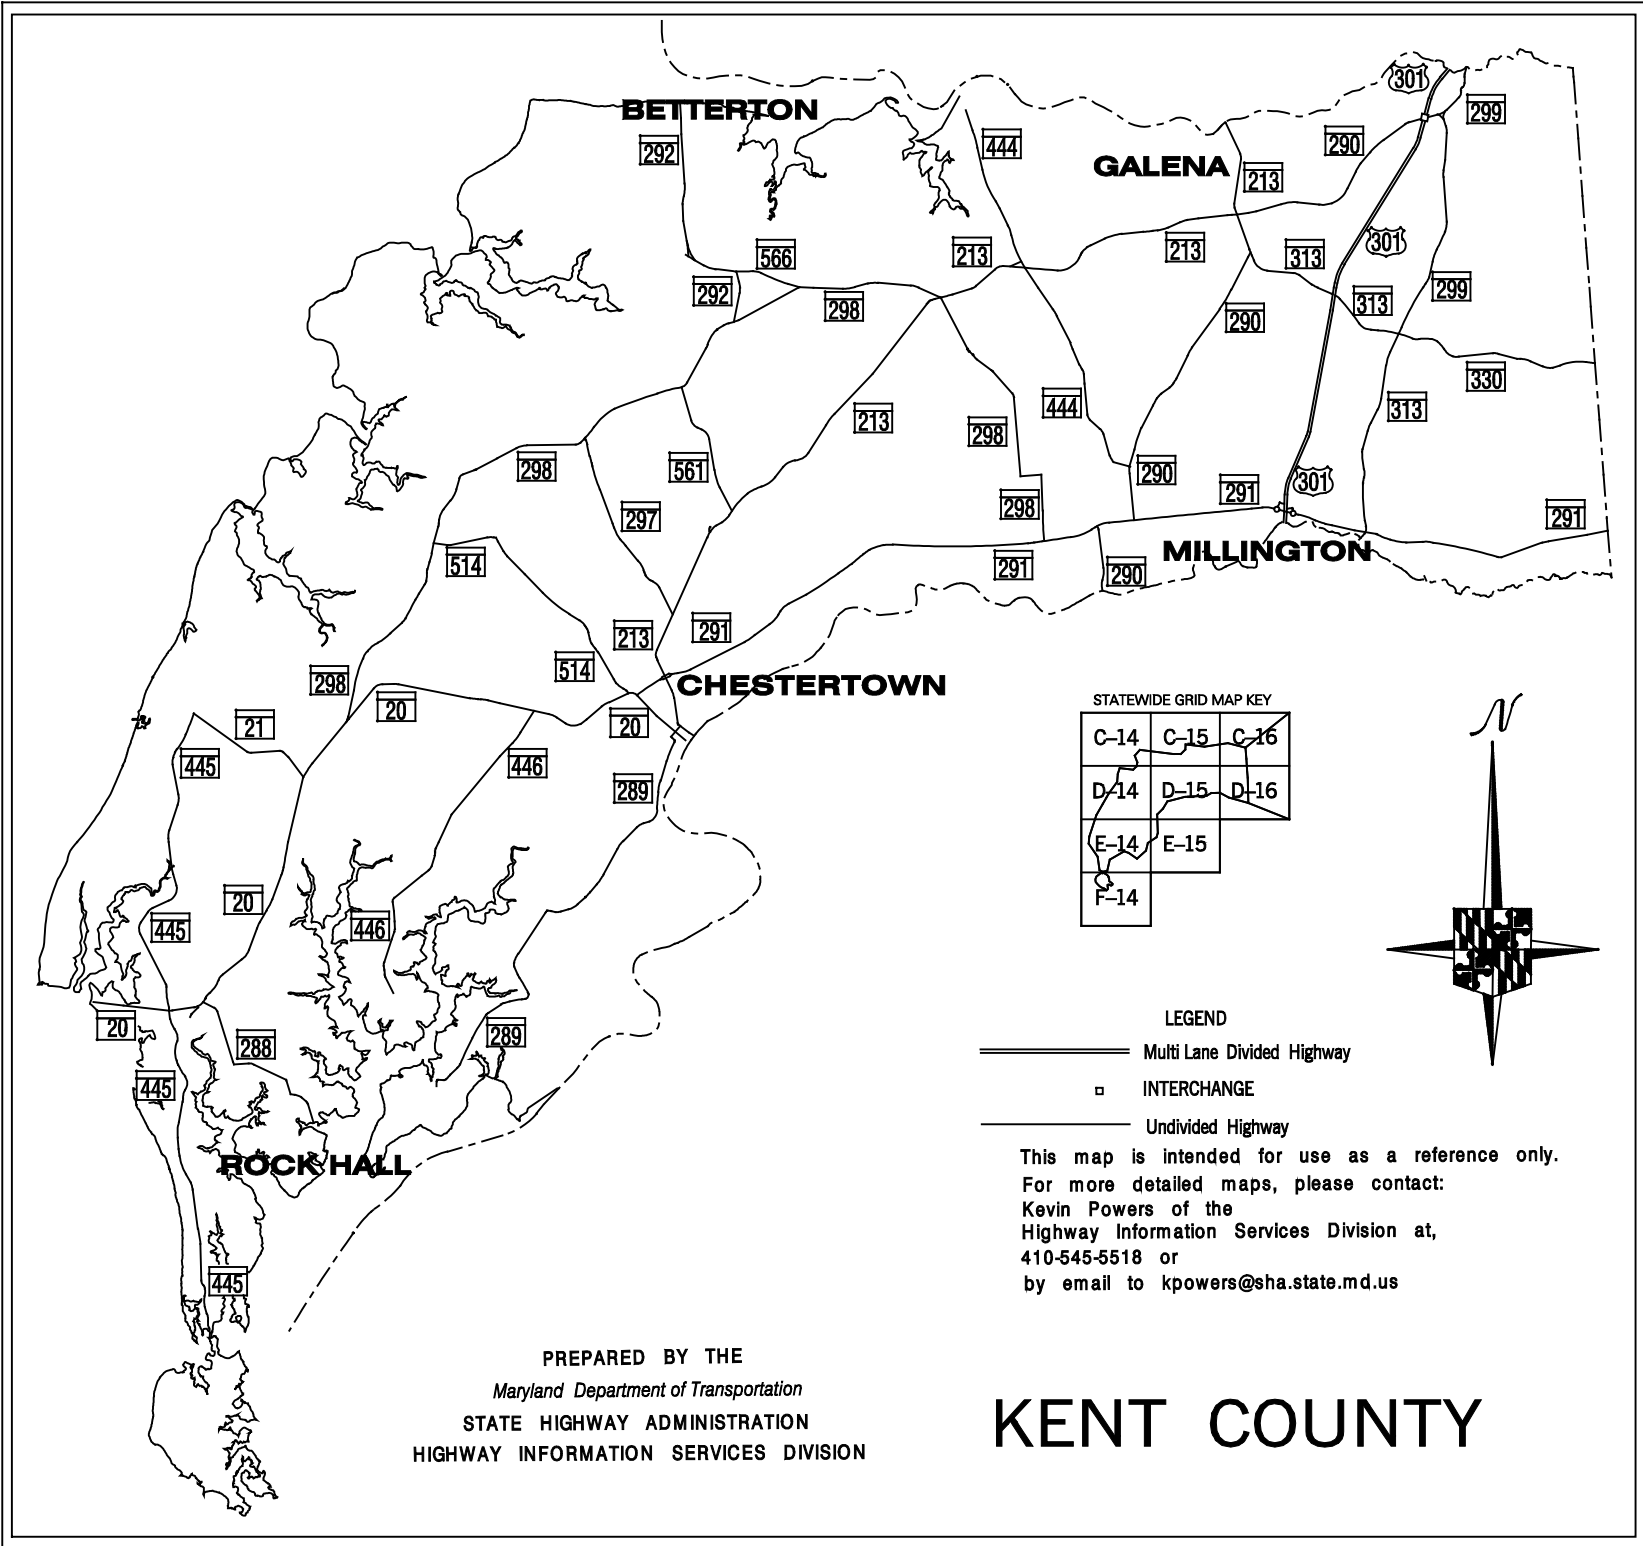 301
299
BETTERTON
292
444
290
GALENA
213
566
213
213
313
301
292
298
290
313
299
330
213
298
444
313
298
561
290
291
301
297
298
291
514
291
290
MILLINGTON
213
291
514
298
CHESTERTOWN
20
20
21
445
446
289
STATEWIDE GRID MAP KEY
C-14 C-15 C-16
D-14 D-15 D-16
E-14 E-15
F-14
N
20
445
446
20
288
289
445
ROCK HALL
445
LEGEND
Multi Lane Divided Highway
INTERCHANGE
Undivided Highway
This map is intended for use as a reference only.
For more detailed maps, please contact:
Kevin Powers of the
Highway Information Services Division at,
410-545-5518 or
by email to kpowers@sha.state.md.us
PREPARED BY THE
Maryland Department of Transportation
STATE HIGHWAY ADMINISTRATION
HIGHWAY INFORMATION SERVICES DIVISION
KENT COUNTY